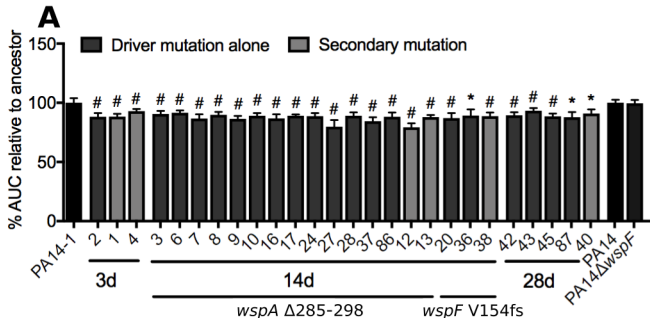 A
150
100
50
0
% AUC relative to ancestor
Driver mutation alone
Secondary mutation
# # # # # # # # # # # # # # # # # * # # # # * *
PA14-1 2 1 4 3 6 7 8 9 10 16 17 24 27 28 37 86 12 13 20 36 38 42 43 45 87 40 PA14 PA14ΔwspF
3d 14d 28d
wspA Δ285-298 wspF V154fs